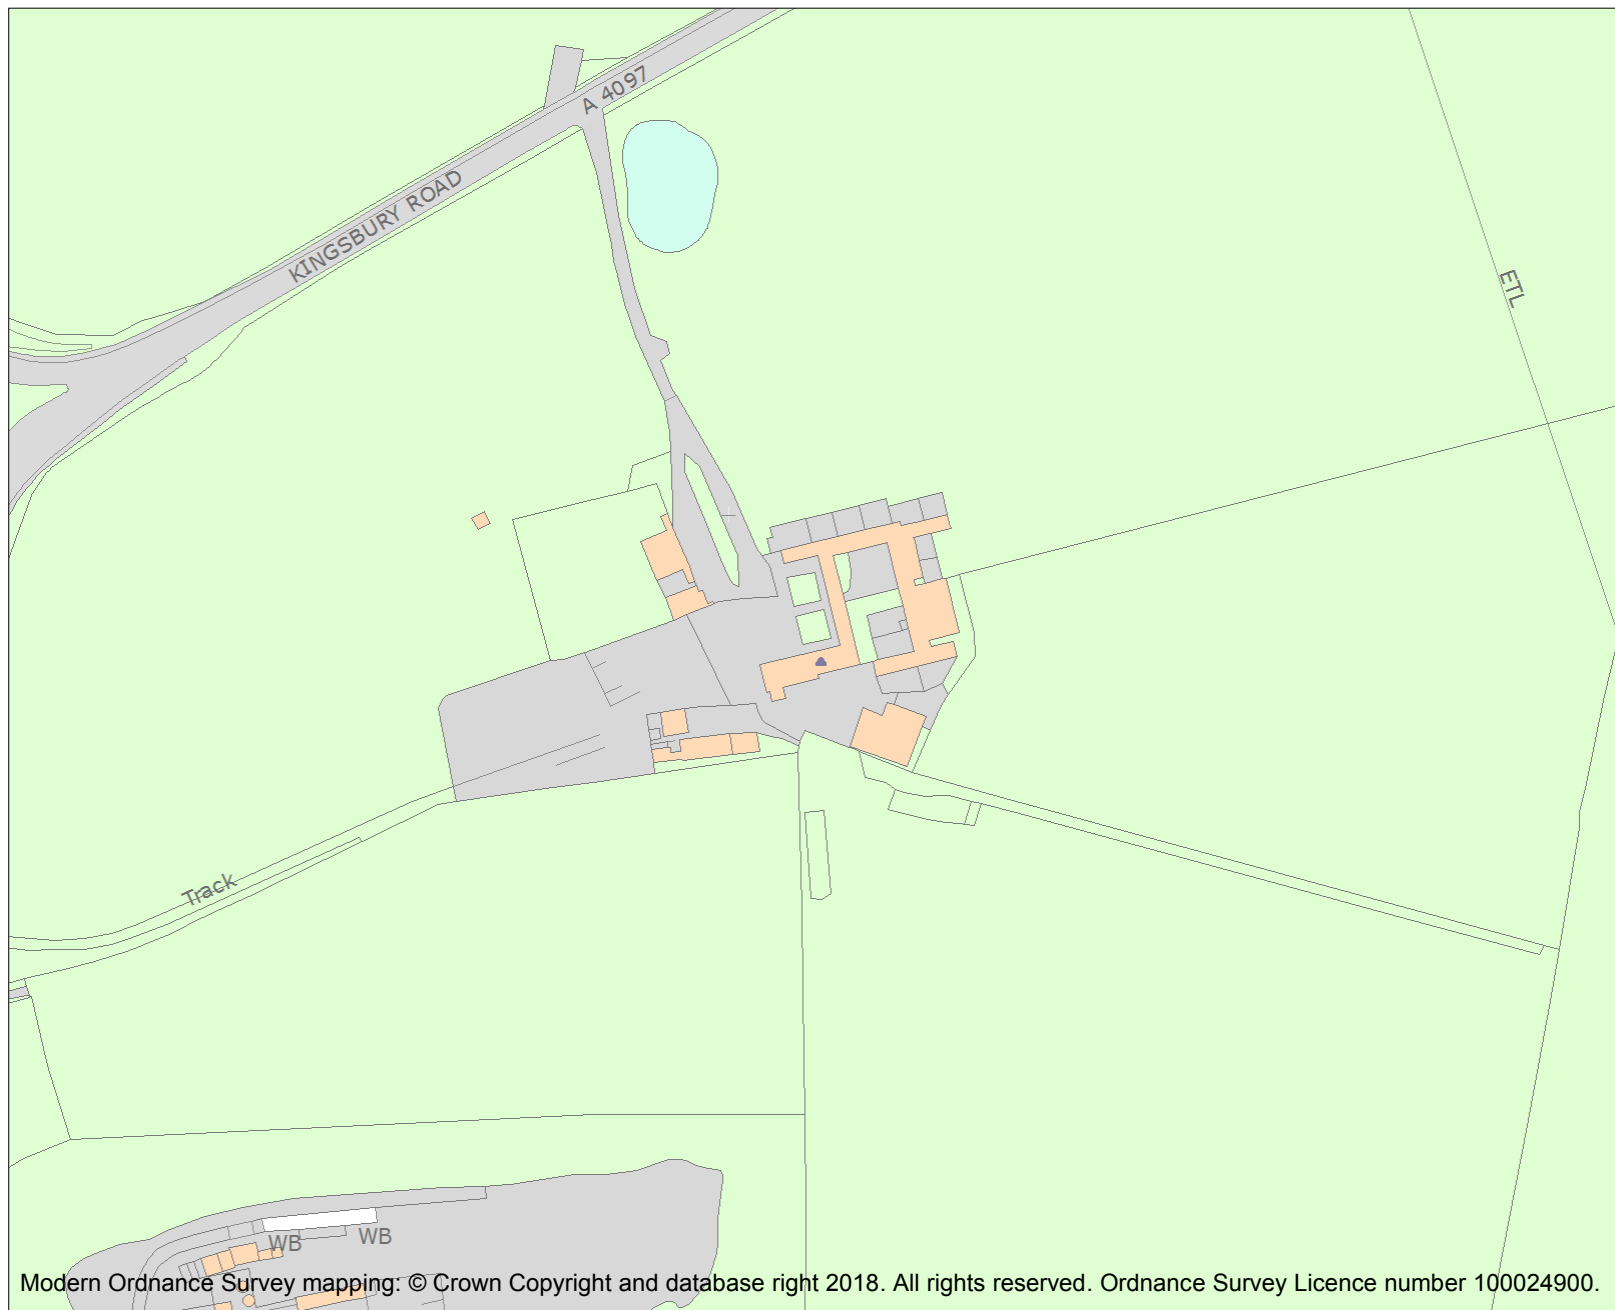 A 4097
KINGSBURY ROAD
ETL
Track
WB
WB
Modern Ordnance Survey mapping: © Crown Copyright and database right 2018. All rights reserved. Ordnance Survey Licence number 100024900.